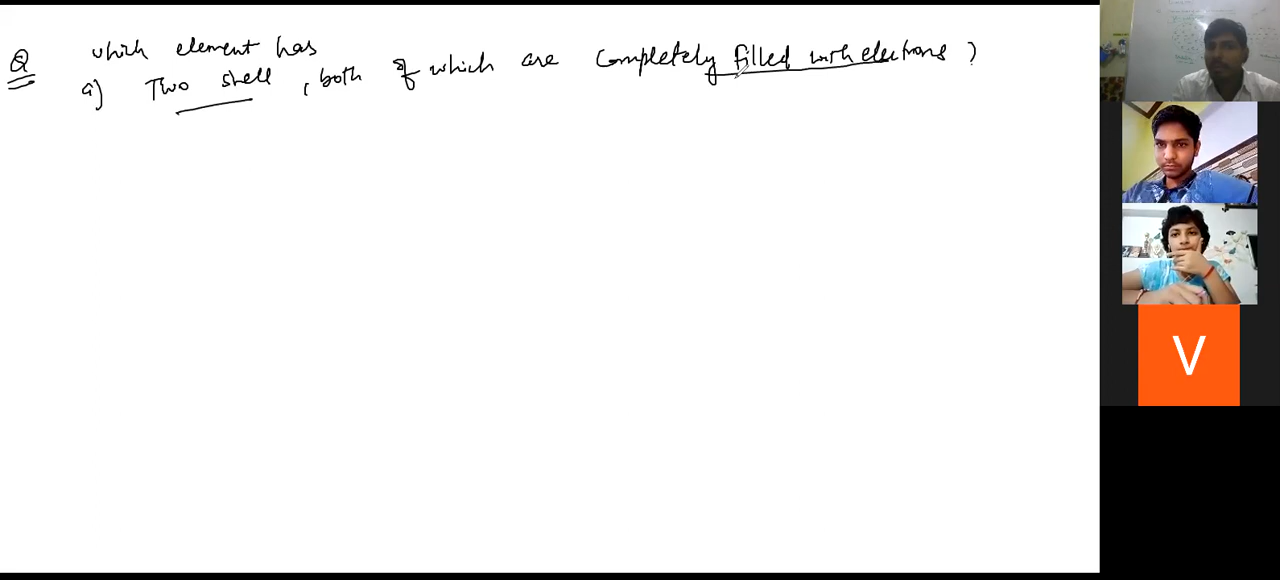 Q which element has
a) Two shell, both of which are completely filled with electrons ?
V